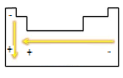 -
+ + -